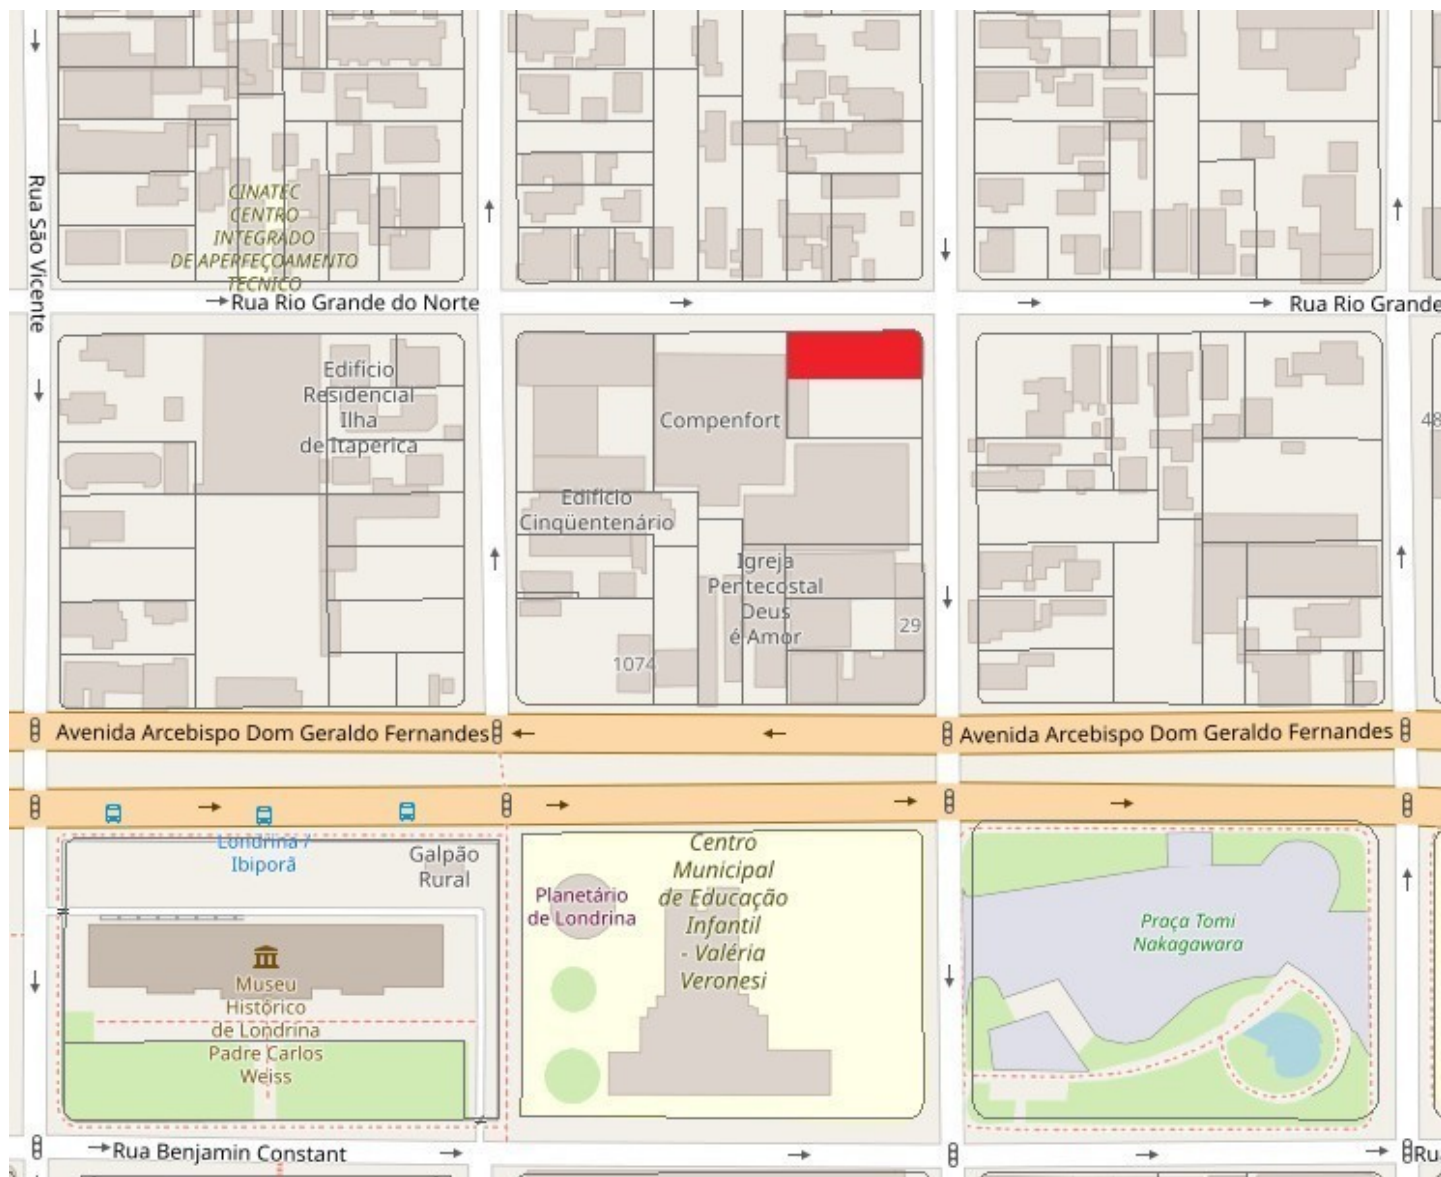 CINATEC
CENTRO
INTEGRADO
DE APERFEÇOAMENTO
TECNICO
Rua São Vicente
Rua Rio Grande do Norte
Rua Rio Grande
Edifício
Residencial
Ilha
de Itaperica
Compenfort
48
Edifício
Cinqüentenário
Igreja
Pentecostal
Deus
é Amor
29
1074
Avenida Arcebispo Dom Geraldo Fernandes
Avenida Arcebispo Dom Geraldo Fernandes
Londrina /
Ibiporã
Galpão
Rural
Centro
Municipal
de Educação
Infantil
- Valéria
Veronesi
Planetário
de Londrina
Praça Tomi
Nakagawara
Museu
Histórico
de Londrina
Padre Carlos
Weiss
Rua Benjamin Constant
Ru